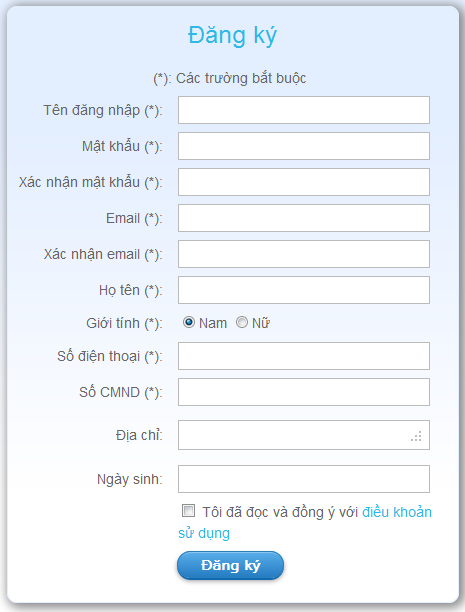 Đăng ký
(*): Các trường bắt buộc
Tên đăng nhập (*):
Mật khẩu (*):
Xác nhận mật khẩu (*):
Email (*):
Xác nhận email (*):
Họ tên (*):
Giới tính (*): Nam Nữ
Số điện thoại (*):
Số CMND (*):
Địa chỉ:
Ngày sinh:
Tôi đã đọc và đồng ý với điều khoản
sử dụng
Đăng ký